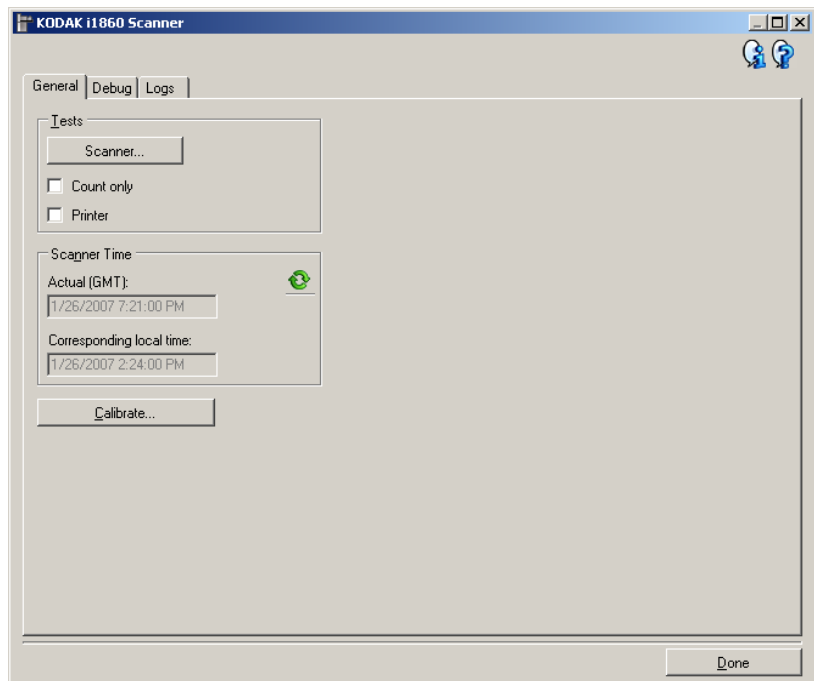 KODAK i1860 Scanner
General Debug Logs
Tests
Scanner...
Count only
Printer
Scanner Time
Actual (GMT):
1/26/2007 7:21:00 PM
Corresponding local time:
1/26/2007 2:24:00 PM
Calibrate...
Done